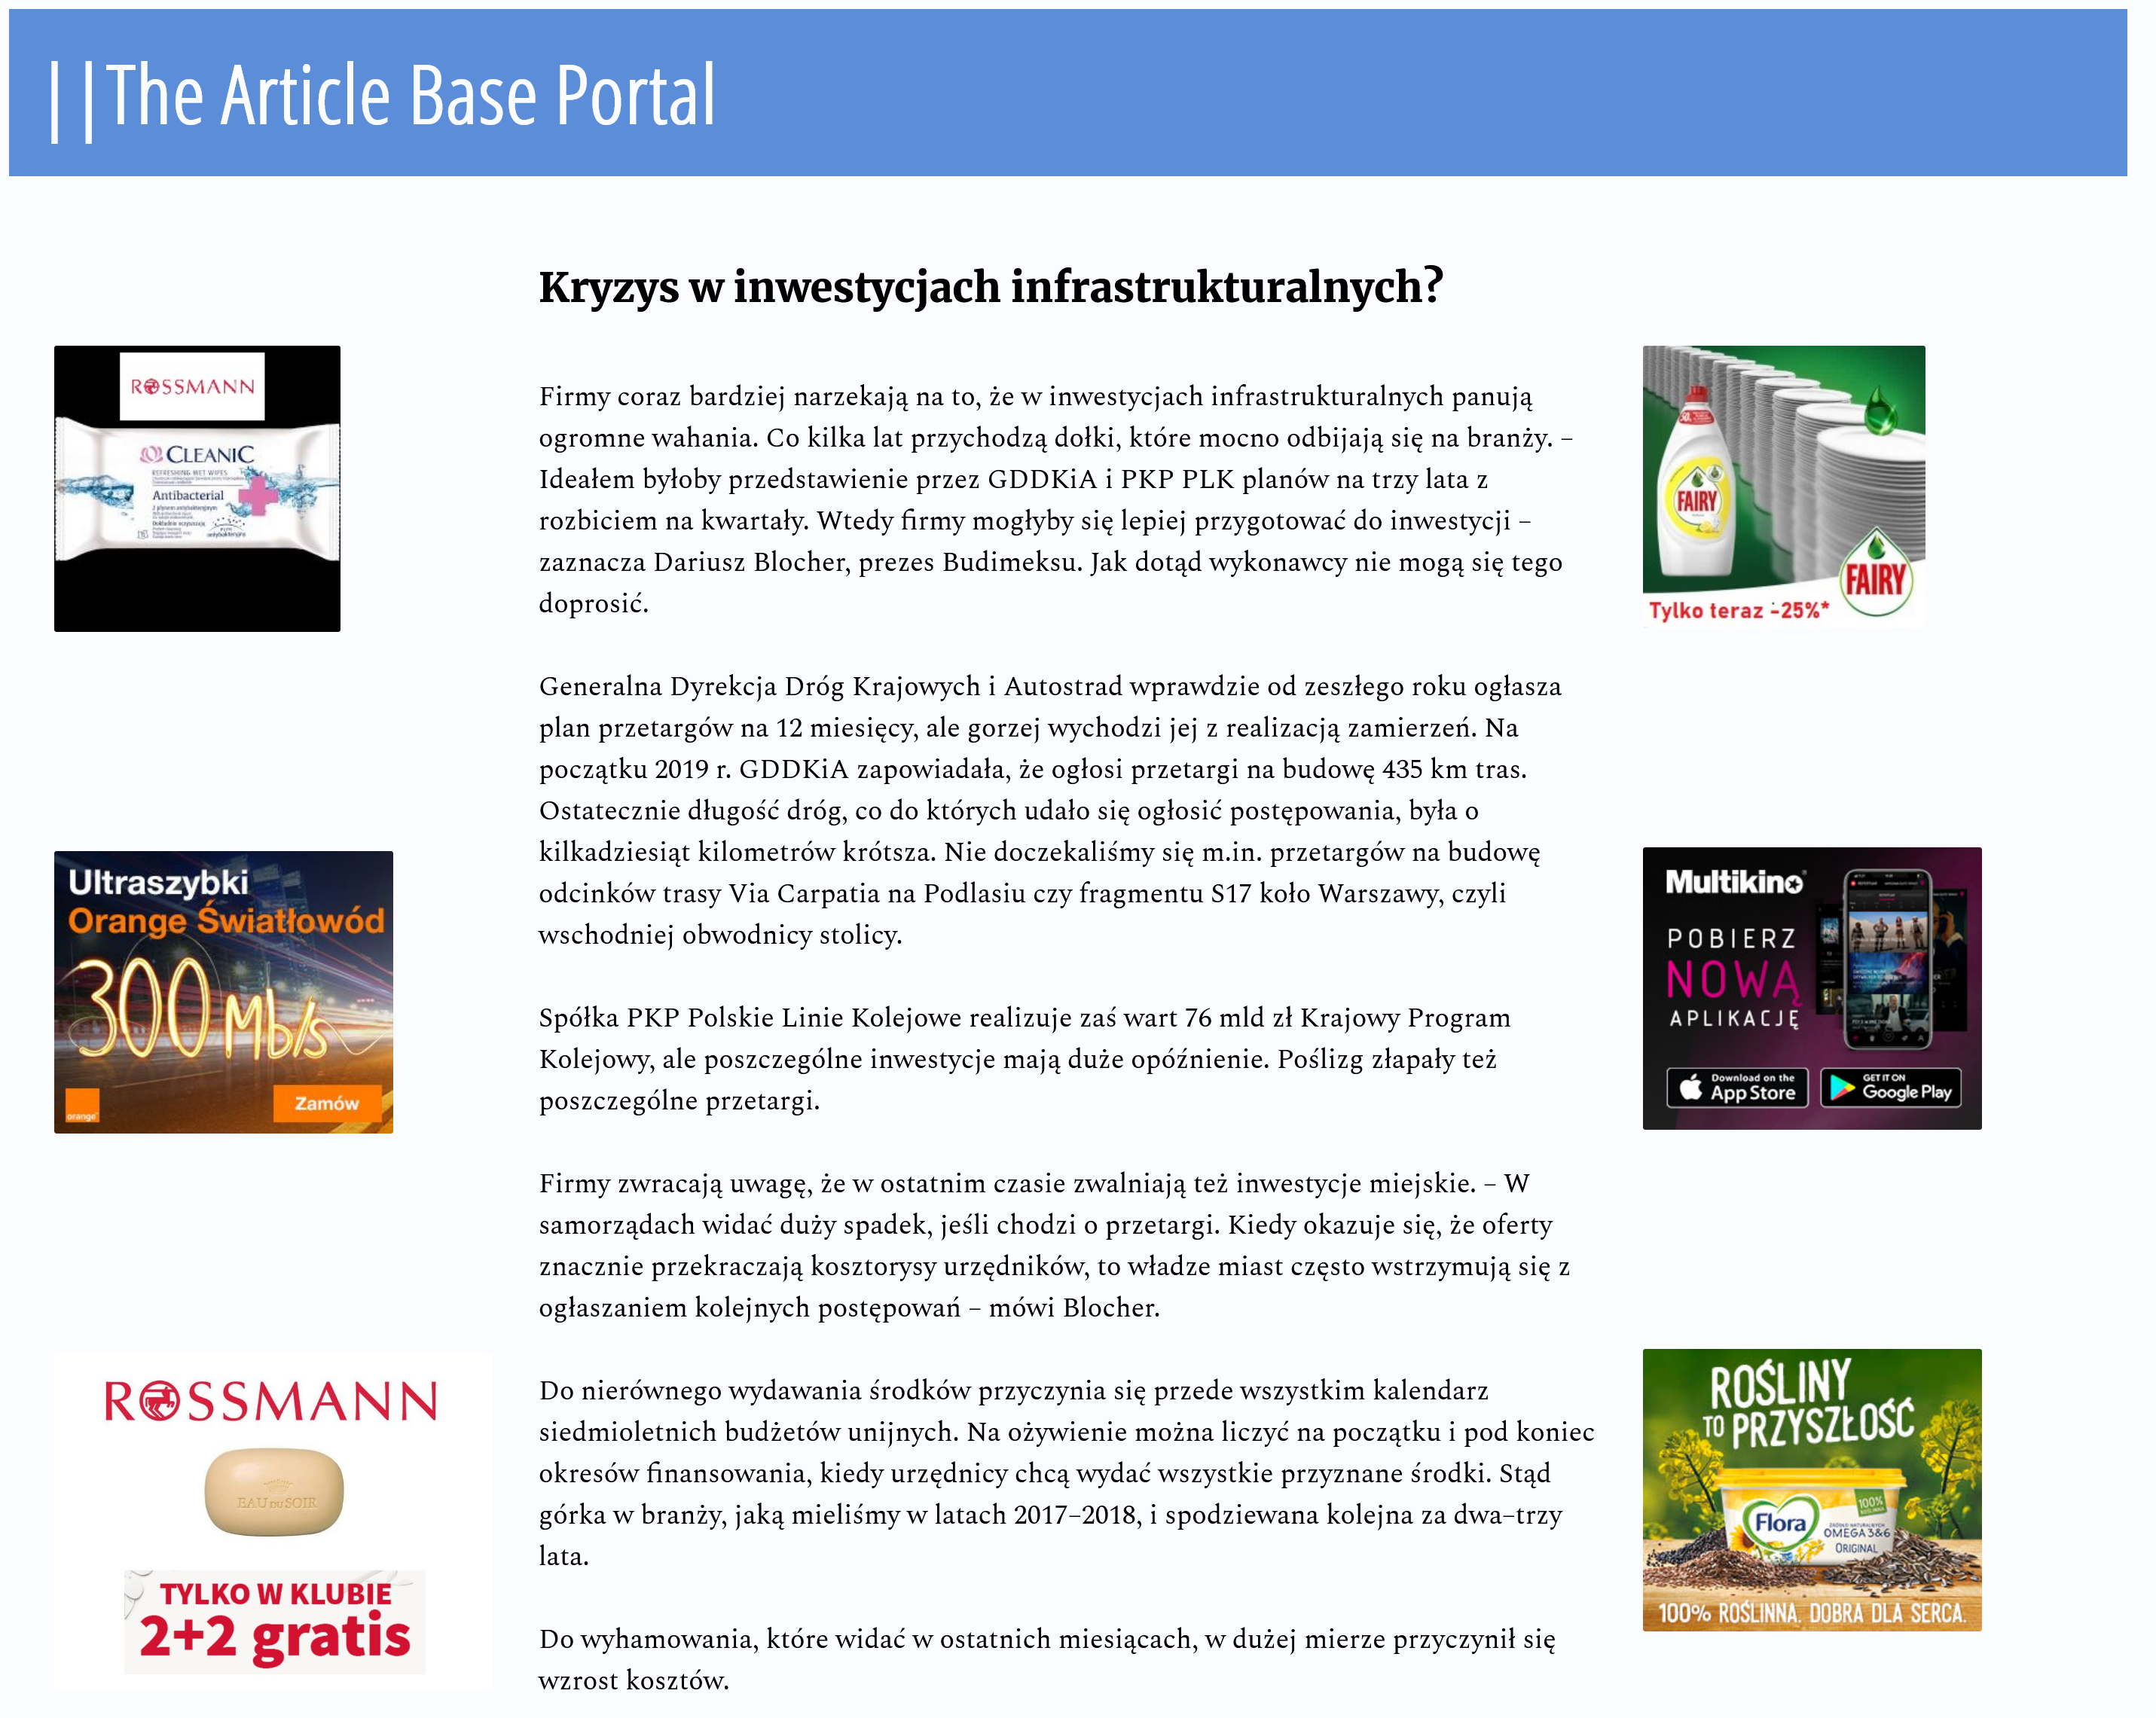 ||The Article Base Portal
Kryzys w inwestycjach infrastrukturalnych?
Firmy coraz bardziej narzekają na to, że w inwestycjach infrastrukturalnych panują
ogromne wahania. Co kilka lat przychodzą dołki, które mocno odbijają się na branży. –
Ideałem byłoby przedstawienie przez GDDKiA i PKP PLK planów na trzy lata z
rozbiciem na kwartały. Wtedy firmy mogłyby się lepiej przygotować do inwestycji –
zaznacza Dariusz Blocher, prezes Budimeksu. Jak dotąd wykonawcy nie mogą się tego
doprosić.
Generalna Dyrekcja Dróg Krajowych i Autostrad wprawdzie od zeszłego roku ogłasza
plan przetargów na 12 miesięcy, ale gorzej wychodzi jej z realizacją zamierzeń. Na
początku 2019 r. GDDKiA zapowiadała, że ogłosi przetargi na budowę 435 km tras.
Ostatecznie długość dróg, co do których udało się ogłosić postępowania, była o
kilkadziesiąt kilometrów krótsza. Nie doczekaliśmy się m.in. przetargów na budowę
odcinków trasy Via Carpatia na Podlasiu czy fragmentu S17 koło Warszawy, czyli
wschodniej obwodnicy stolicy.
Spółka PKP Polskie Linie Kolejowe realizuje zaś wart 76 mld zł Krajowy Program
Kolejowy, ale poszczególne inwestycje mają duże opóźnienie. Poślizg złapały też
poszczególne przetargi.
Firmy zwracają uwagę, że w ostatnim czasie zwalniają też inwestycje miejskie. – W
samorządach widać duży spadek, jeśli chodzi o przetargi. Kiedy okazuje się, że oferty
znacznie przekraczają kosztorysy urzędników, to władze miast często wstrzymują się z
ogłaszaniem kolejnych postępowań – mówi Blocher.
Do nierównego wydawania środków przyczynia się przede wszystkim kalendarz
siedmioletnich budżetów unijnych. Na ożywienie można liczyć na początku i pod koniec
okresów finansowania, kiedy urzędnicy chcą wydać wszystkie przyznane środki. Stąd
górka w branży, jaką mieliśmy w latach 2017–2018, i spodziewana kolejna za dwa–trzy
lata.
Do wyhamowania, które widać w ostatnich miesiącach, w dużej mierze przyczynił się
wzrost kosztów.
ROSSMANN
CLEANIC
REFRESHING WET WIPES
Antibacterial
Z płynem antybakteryjnym
antybakteryjne
Ultraszybki
Orange Światłowód
300 Mb/s
orange
Zamów
ROSSMANN
EAU DU SOIR
TYLKO W KLUBIE
2+2 gratis
FAIRY
FAIRY
Tylko teraz -25%*
Multikino
POBIERZ
NOWĄ
APLIKACJĘ
Download on the
App Store
GET IT ON
Google Play
ROŚLINY
TO PRZYSZŁOŚĆ
100%
Flora
OMEGA 3&6
ORIGINAL
100% ROŚLINNA. DOBRA DLA SERCA.